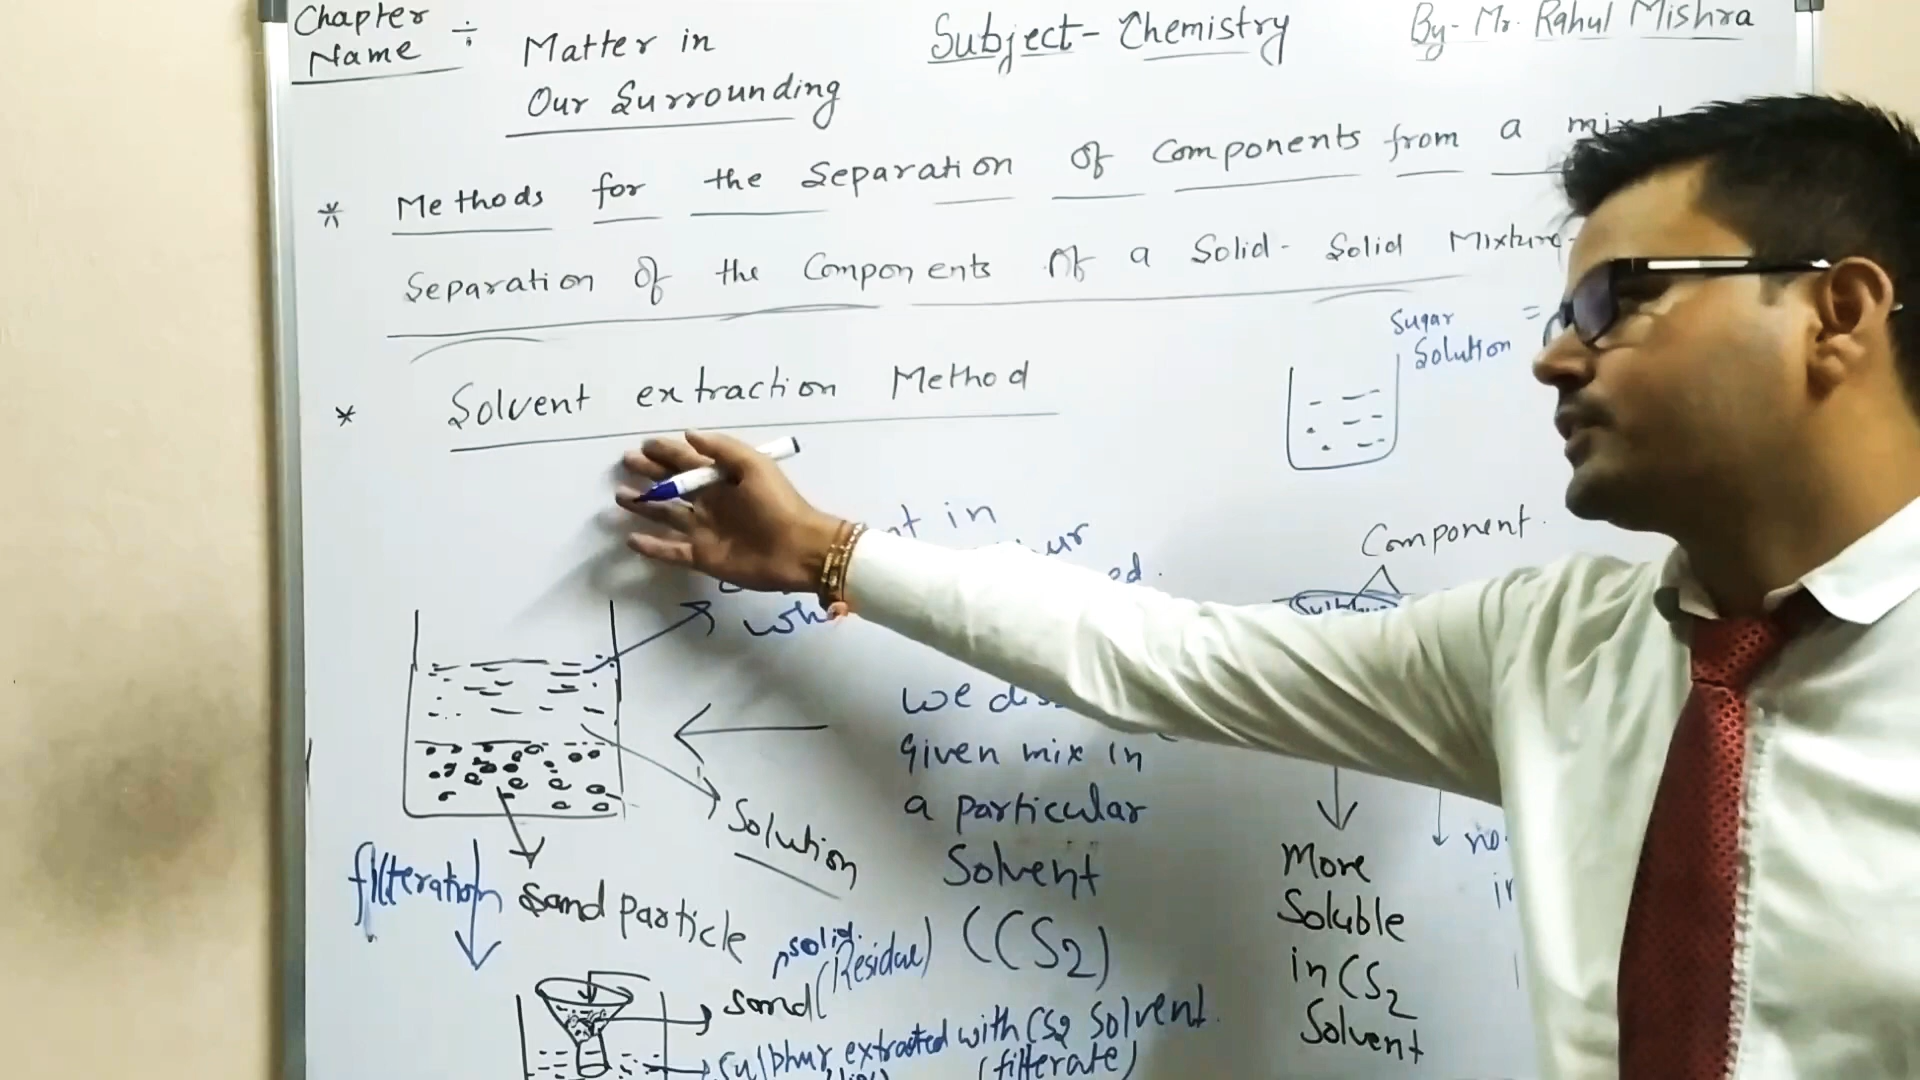 Chapter Name ÷ Matter in
Our Surrounding
Subject- Chemistry
By- Mr. Rahul Mishra
* Methods for the Separation of Components from a
Separation of the Components of a Solid- Solid Mixture-
* Solvent extraction Method
Sugar =
Solution
Component.
in
we
given mix in
a particular
Solvent
(CS2)
Solution
filteration
Sand particle
solid
(Residue)
Sand
Sulphur extracted with CS2 Solvent.
(filterate)
More
Soluble
in CS2
Solvent